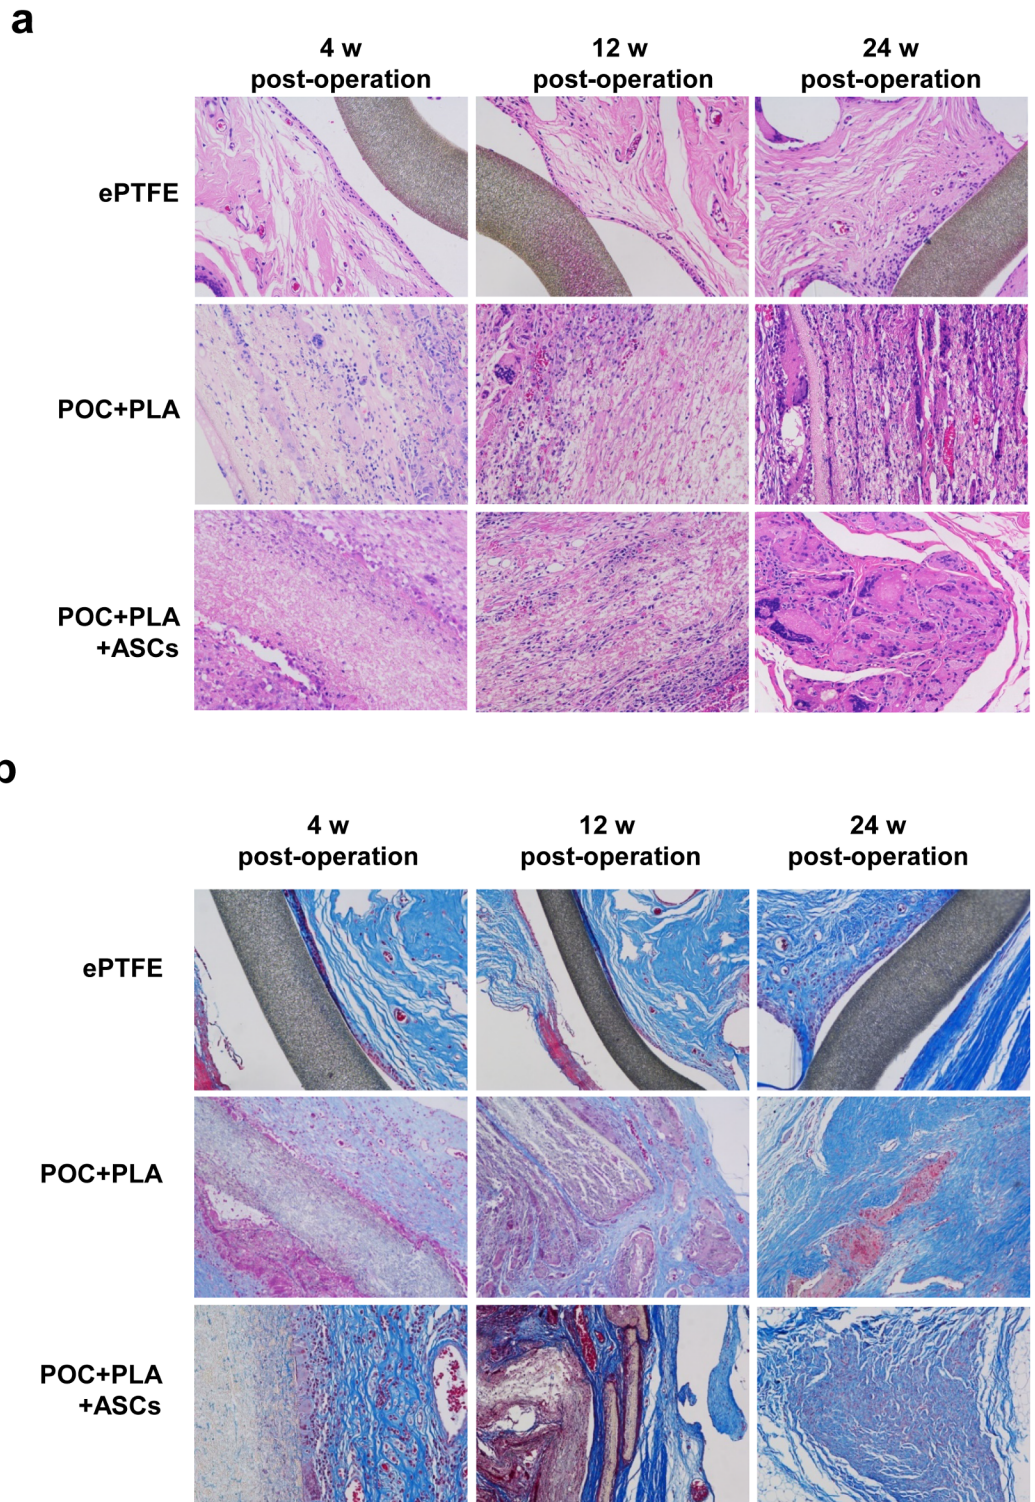 a
4 w
post-operation
12 w
post-operation
24 w
post-operation
ePTFE
POC+PLA
POC+PLA
+ASCs
b
4 w
post-operation
12 w
post-operation
24 w
post-operation
ePTFE
POC+PLA
POC+PLA
+ASCs